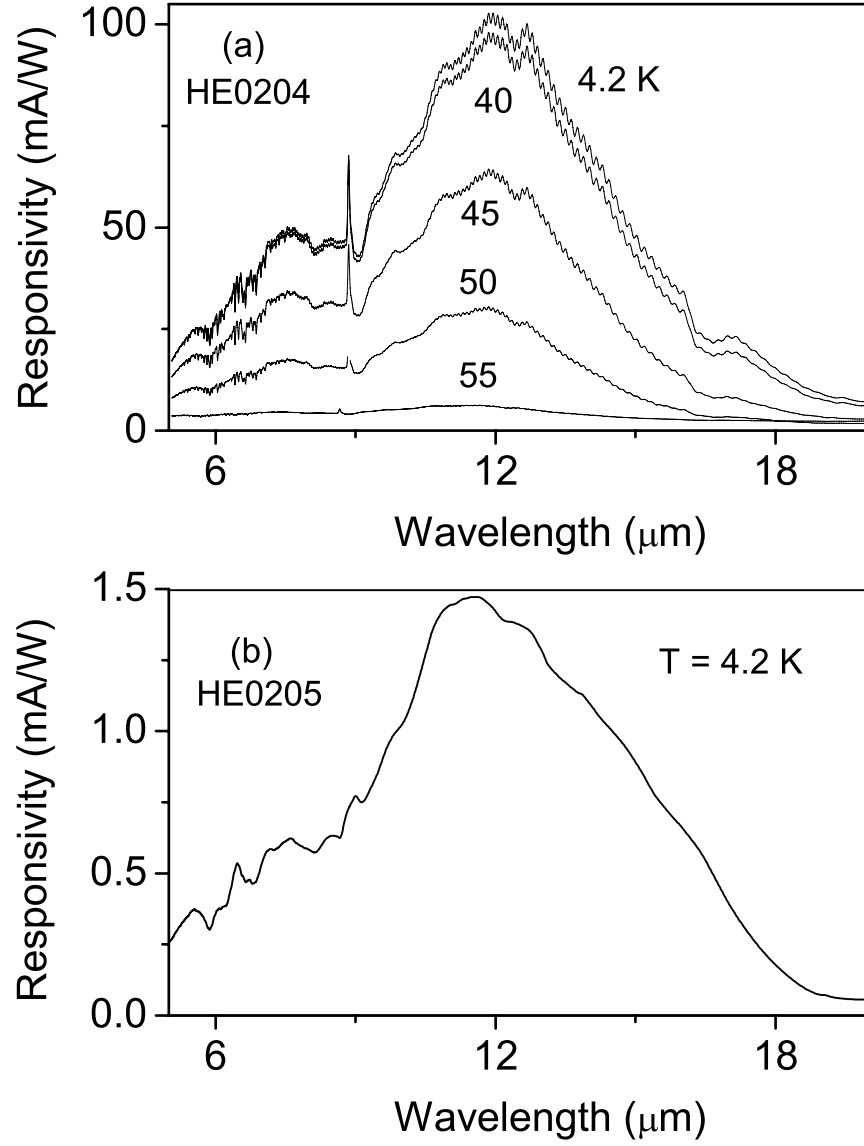 (a)
HE0204
4.2 K
40
45
50
55
100
50
0
Responsivity (mA/W)
6
12
18
Wavelength (μm)
(b)
HE0205
T = 4.2 K
1.5
1.0
0.5
0.0
Responsivity (mA/W)
6
12
18
Wavelength (μm)